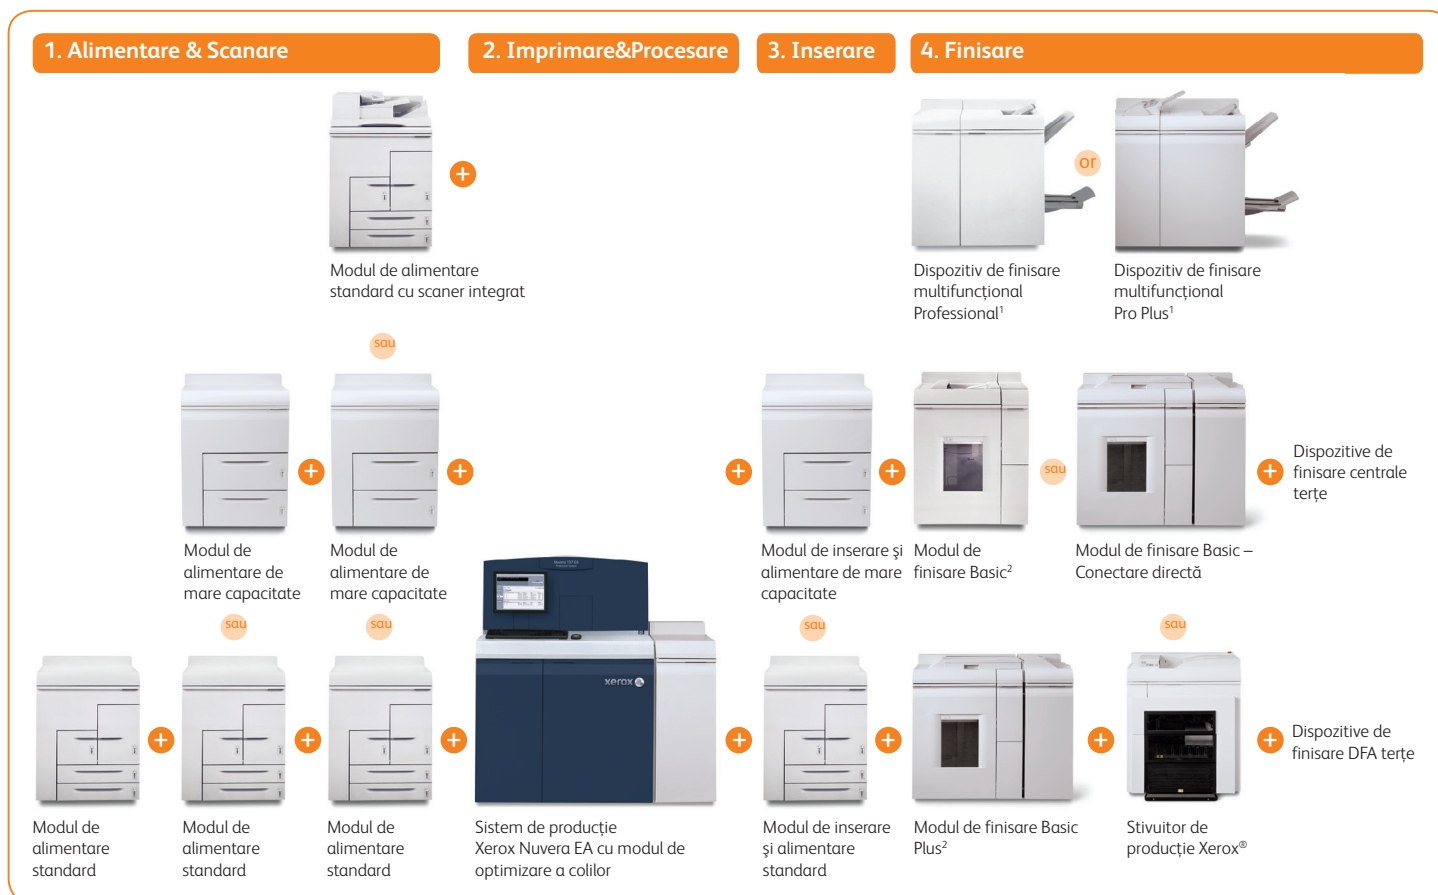 1. Alimentare & Scanare
2. Imprimare&Procesare
3. Inserare
4. Finisare
+
or
Modul de alimentare
standard cu scaner integrat
Dispozitiv de finisare
multifuncțional
Professional¹
Dispozitiv de finisare
multifuncțional
Pro Plus¹
sau
+
+
+
+
sau
+
Dispozitive de
finisare centrale
terțe
Modul de
alimentare de
mare capacitate
Modul de
alimentare de
mare capacitate
Modul de inserare și
alimentare de mare
capacitate
Modul de
finisare Basic²
Modul de finisare Basic –
Conectare directă
sau
sau
sau
sau
xerox
+
+
+
+
+
+
+
Dispozitive de
finisare DFA terțe
Modul de
alimentare
standard
Modul de
alimentare
standard
Modul de
alimentare
standard
Sistem de producție
Xerox Nuvera EA cu modul de
optimizare a colilor
Modul de inserare
și alimentare
standard
Modul de finisare Basic
Plus²
Stivuitor de
producție Xerox®